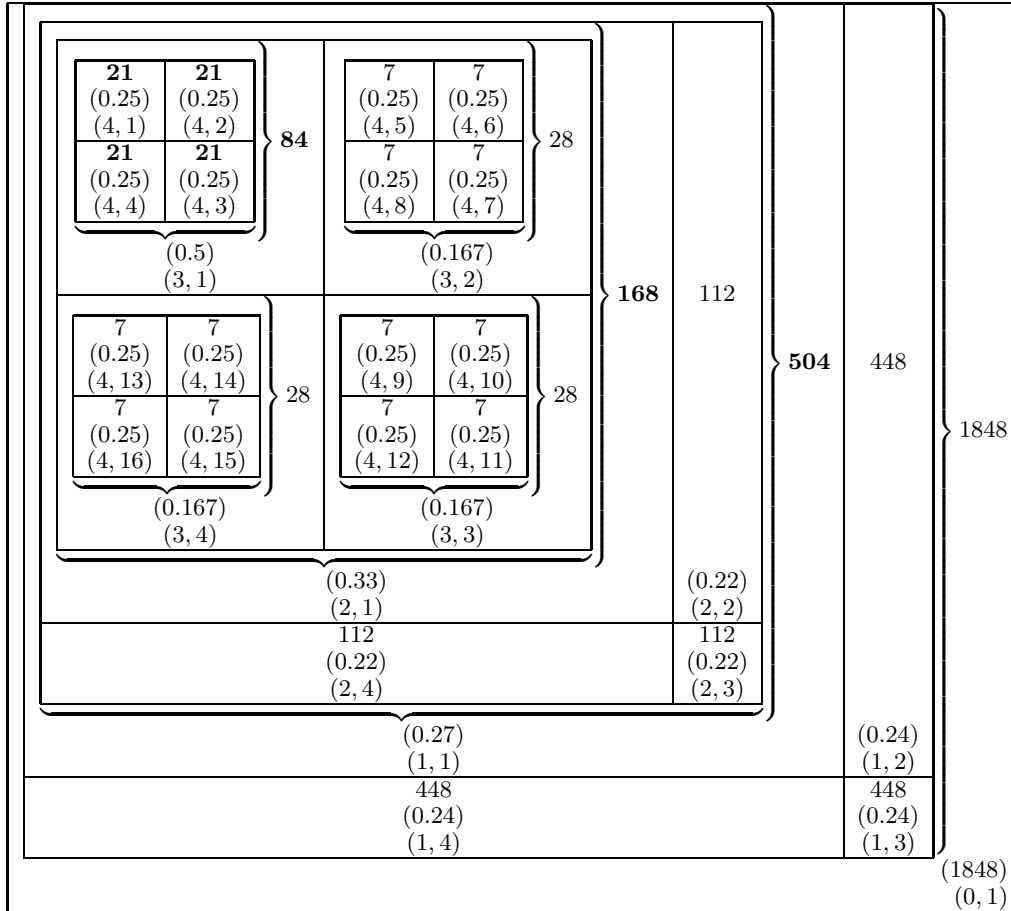 21 21 7 7
(0.25) (0.25) (0.25) (0.25)
(4, 1) (4, 2) (4, 5) (4, 6)
84 28
21 21 7 7
(0.25) (0.25) (0.25) (0.25)
(4, 4) (4, 3) (4, 8) (4, 7)
(0.5) (0.167)
(3, 1) (3, 2)
168 112
7 7 7 7
(0.25) (0.25) (0.25) (0.25)
(4, 13) (4, 14) (4, 9) (4, 10)
504 448
28 28
7 7 7 7
1848
(0.25) (0.25) (0.25) (0.25)
(4, 16) (4, 15) (4, 12) (4, 11)
(0.167) (0.167)
(3, 4) (3, 3)
(0.33) (0.22)
(2, 1) (2, 2)
112 112
(0.22) (0.22)
(2, 4) (2, 3)
(0.27) (0.24)
(1, 1) (1, 2)
448 448
(0.24) (0.24)
(1, 4) (1, 3)
(1848)
(0, 1)